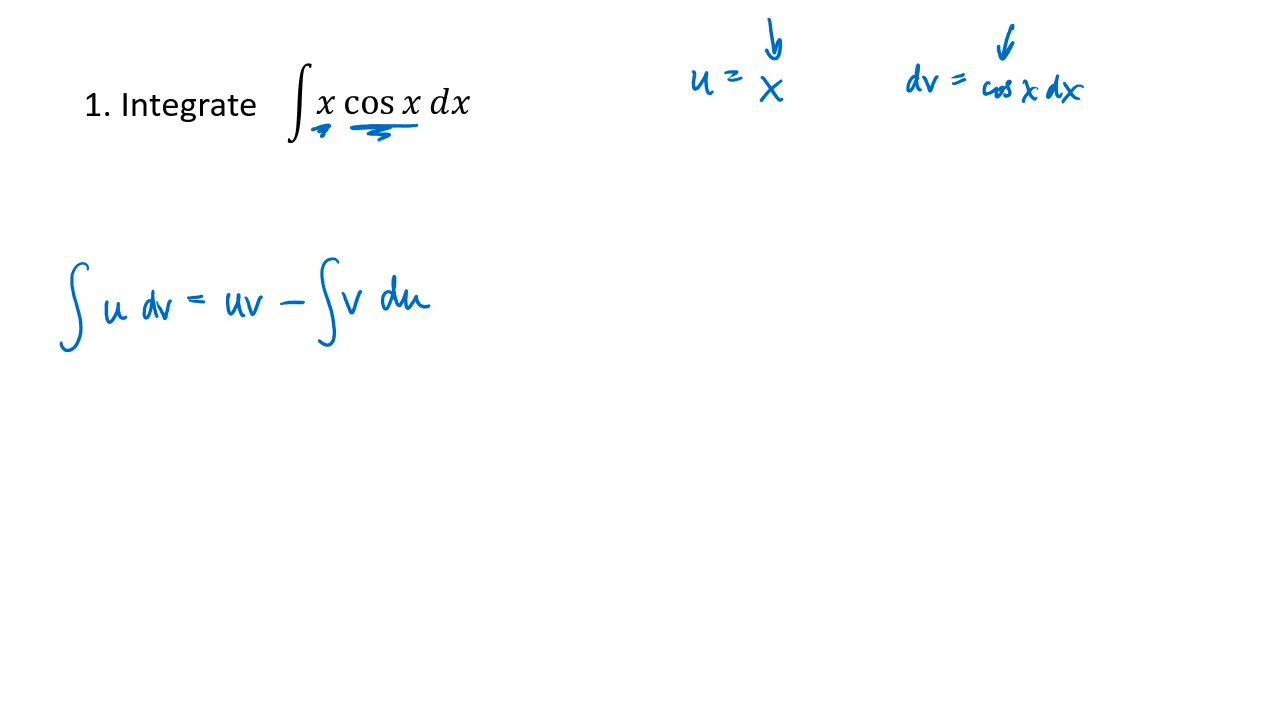 1. Integrate ∫ x cos x dx
u = x
dv = cos x dx
∫ u dv = uv − ∫ v du